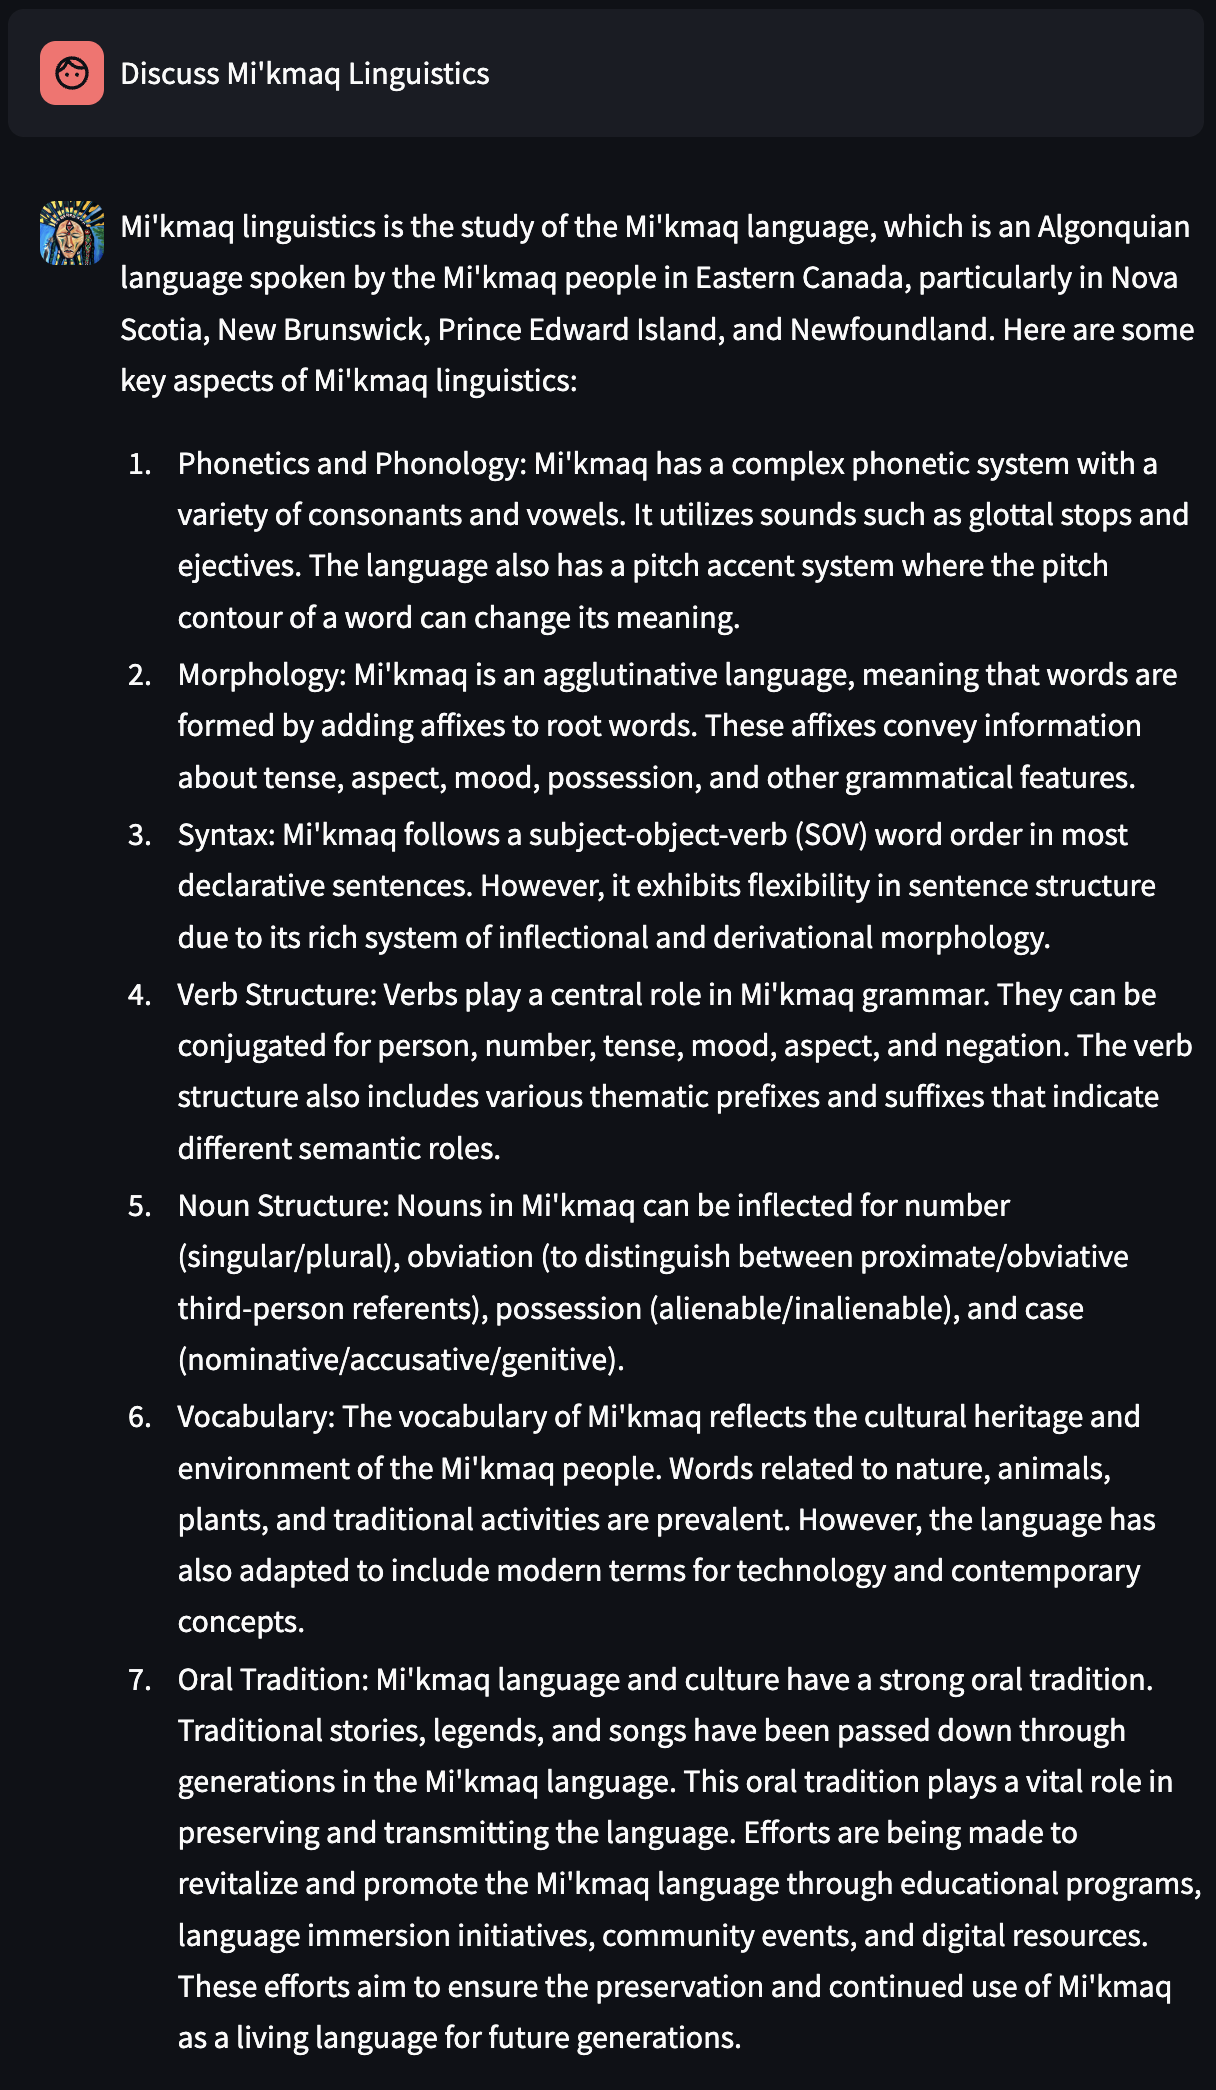 Discuss Mi'kmaq Linguistics
Mi'kmaq linguistics is the study of the Mi'kmaq language, which is an Algonquian
language spoken by the Mi'kmaq people in Eastern Canada, particularly in Nova
Scotia, New Brunswick, Prince Edward Island, and Newfoundland. Here are some
key aspects of Mi'kmaq linguistics:
1. Phonetics and Phonology: Mi'kmaq has a complex phonetic system with a
variety of consonants and vowels. It utilizes sounds such as glottal stops and
ejectives. The language also has a pitch accent system where the pitch
contour of a word can change its meaning.
2. Morphology: Mi'kmaq is an agglutinative language, meaning that words are
formed by adding affixes to root words. These affixes convey information
about tense, aspect, mood, possession, and other grammatical features.
3. Syntax: Mi'kmaq follows a subject-object-verb (SOV) word order in most
declarative sentences. However, it exhibits flexibility in sentence structure
due to its rich system of inflectional and derivational morphology.
4. Verb Structure: Verbs play a central role in Mi'kmaq grammar. They can be
conjugated for person, number, tense, mood, aspect, and negation. The verb
structure also includes various thematic prefixes and suffixes that indicate
different semantic roles.
5. Noun Structure: Nouns in Mi'kmaq can be inflected for number
(singular/plural), obviation (to distinguish between proximate/obviative
third-person referents), possession (alienable/inalienable), and case
(nominative/accusative/genitive).
6. Vocabulary: The vocabulary of Mi'kmaq reflects the cultural heritage and
environment of the Mi'kmaq people. Words related to nature, animals,
plants, and traditional activities are prevalent. However, the language has
also adapted to include modern terms for technology and contemporary
concepts.
7. Oral Tradition: Mi'kmaq language and culture have a strong oral tradition.
Traditional stories, legends, and songs have been passed down through
generations in the Mi'kmaq language. This oral tradition plays a vital role in
preserving and transmitting the language. Efforts are being made to
revitalize and promote the Mi'kmaq language through educational programs,
language immersion initiatives, community events, and digital resources.
These efforts aim to ensure the preservation and continued use of Mi'kmaq
as a living language for future generations.